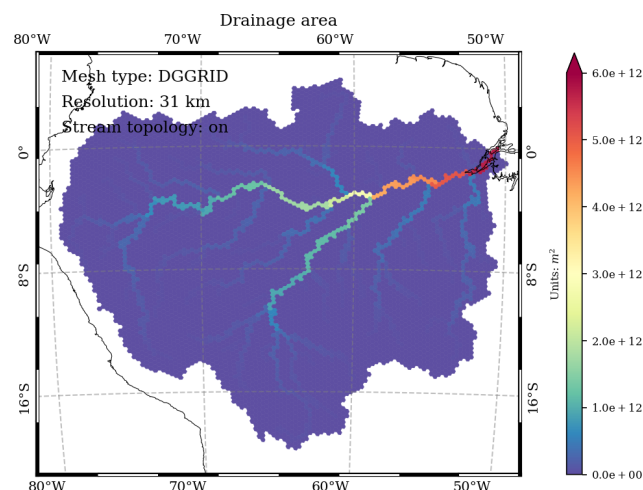 Drainage area
80°W 70°W 60°W 50°W
Mesh type: DGGRID
Resolution: 31 km
Stream topology: on
0° 0°
8°S 8°S
16°S 16°S
80°W 70°W 60°W 50°W
6.0e+12
5.0e+12
4.0e+12
3.0e+12
2.0e+12
1.0e+12
0.0e+00
Units: m²